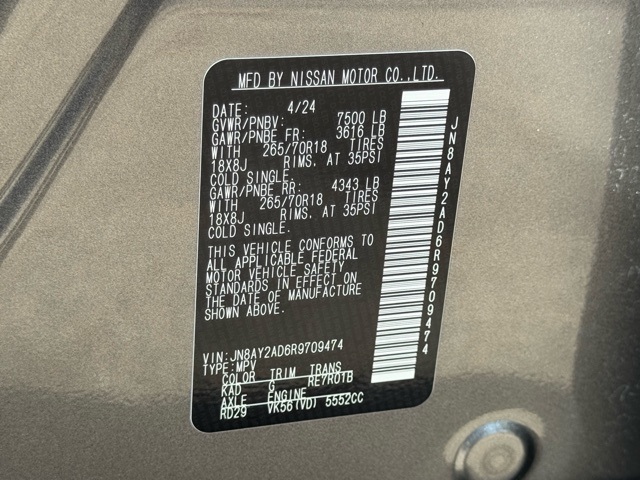 MFD BY NISSAN MOTOR CO.,LTD.
DATE: 4/24
GVWR/PNBV: 7500 LB
GAWR/PNBE FR: 3616 LB
WITH 265/70R18 TIRES
18X8J RIMS, AT 35PSI
COLD SINGLE.
GAWR/PNBE RR: 4343 LB
WITH 265/70R18 TIRES
18X8J RIMS, AT 35PSI
COLD SINGLE.
THIS VEHICLE CONFORMS TO
ALL APPLICABLE FEDERAL
MOTOR VEHICLE SAFETY
STANDARDS IN EFFECT ON
THE DATE OF MANUFACTURE
SHOWN ABOVE.
VIN: JN8AY2AD6R9709474
TYPE: MPV
COLOR TRIM TRANS
KAD G RE7R01B
AXLE ENGINE
RD29 VK56(VD) 5552CC
JN8AY2AD6R9709474